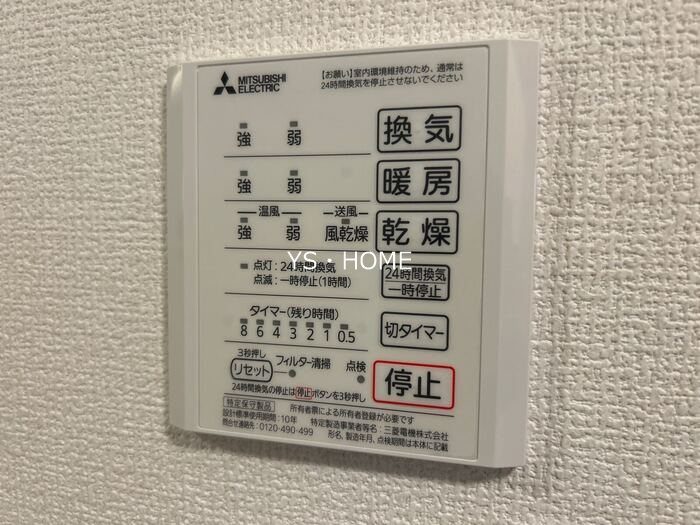 MITSUBISHI
ELECTRIC
【お願い】室内環境維持のため、通常は
24時間換気を停止させないでください
強 弱 換気
強 弱 暖房
温風 送風
強 弱 風乾燥 乾燥
YS・HOME
点灯：24時間換気
点滅：一時停止(1時間)
24時間換気
一時停止
タイマー(残り時間)
8 6 4 3 2 1 0.5
切タイマー
3秒押し
リセット フィルター清掃 点検
停止
24時間換気の停止は停止ボタンを3秒押し
特定保守製品 所有者票による所有者登録が必要です
設計標準使用期間：10年 特定製造事業者等名：三菱電機株式会社
問合せ連絡先：0120-490-499 形名、製造年月、点検期間は本体に記載